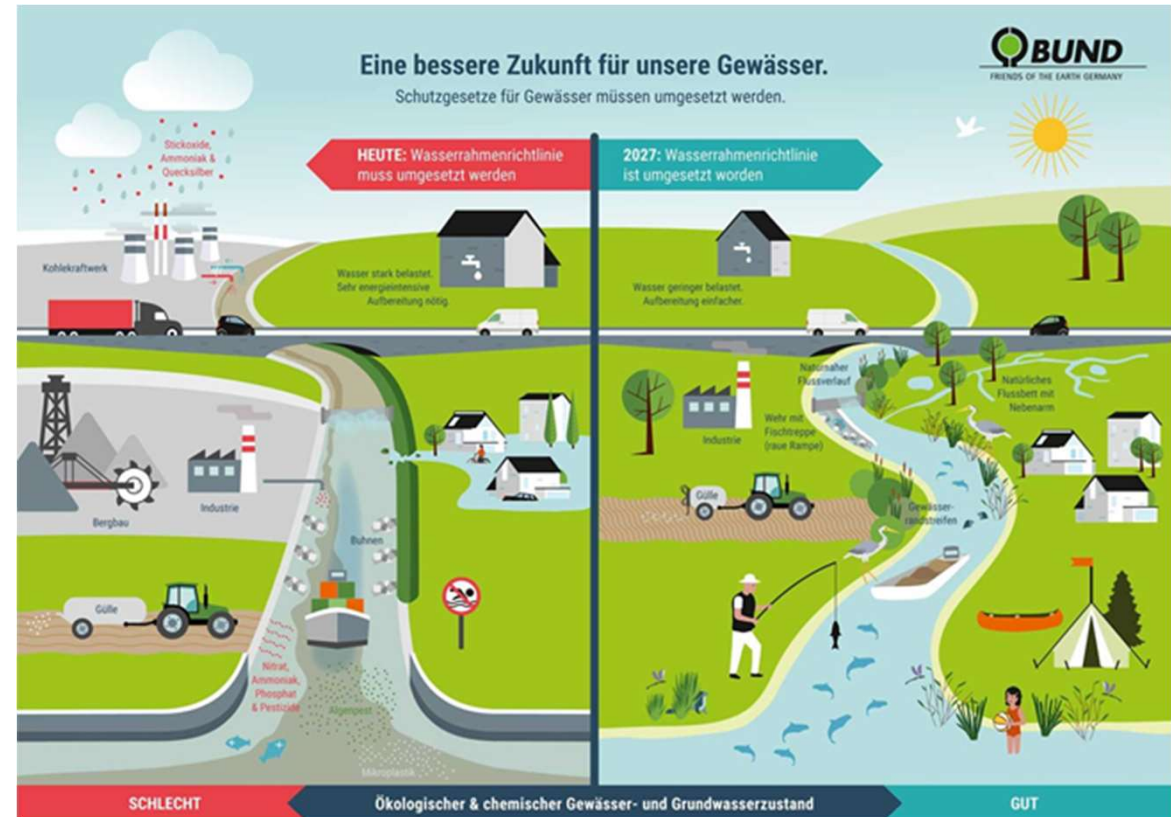 Eine bessere Zukunft für unsere Gewässer.
Schutzgesetze für Gewässer müssen umgesetzt werden.
BUND
FRIENDS OF THE EARTH GERMANY
HEUTE: Wasserrahmenrichtlinie
muss umgesetzt werden
2027: Wasserrahmenrichtlinie
ist umgesetzt worden
Stickoxide,
Ammoniak &
Quecksilber
Kohlekraftwerk
Wasser stark belastet.
Sehr energieintensive
Aufbereitung nötig.
Bergbau
Industrie
Buhnen
Gülle
Nitrat,
Ammoniak,
Phosphat
& Pestizide
Algenpest
Mikroplastik
Wasser geringer belastet.
Aufbereitung einfacher.
Naturnaher
Flussverlauf
Natürliches
Flussbett mit
Nebenarm
Industrie
Wehr mit
Fischtreppe
(raue Rampe)
Gülle
Gewässer-
randstreifen
SCHLECHT
Ökologischer & chemischer Gewässer- und Grundwasserzustand
GUT